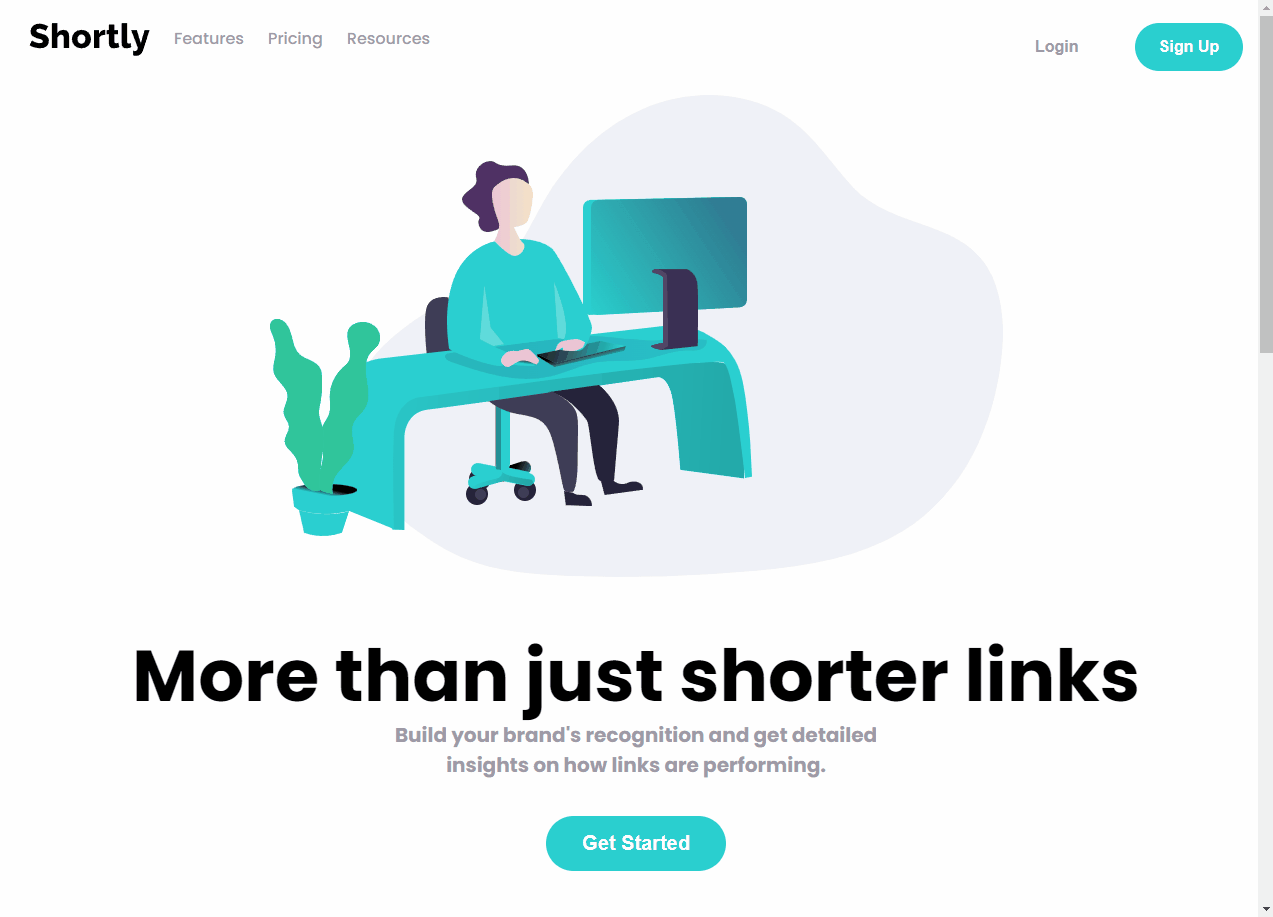 Shortly
Features Pricing Resources
Login
Sign Up
More than just shorter links
Build your brand's recognition and get detailed
insights on how links are performing.
Get Started